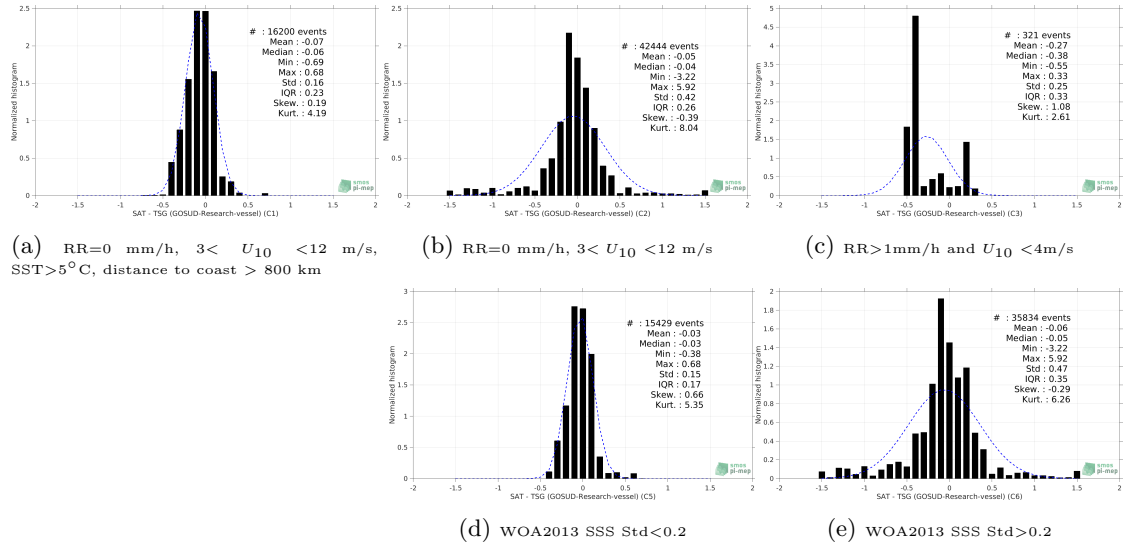 2.5
2
1.5
1
0.5
0
-2
-1.5
-1
-0.5
0
0.5
1
1.5
2
Normalized histogram
SAT - TSG (GOSUD-Research-vessel) (C1)
# : 16200 events
Mean : -0.07
Median : -0.06
Min : -0.69
Max : 0.68
Std : 0.16
IQR : 0.23
Skew. : 0.19
Kurt. : 4.19
smos
pi-mep
(a) RR=0 mm/h, 3< U10 <12 m/s,
SST>5°C, distance to coast > 800 km
2.5
2
1.5
1
0.5
0
-2
-1.5
-1
-0.5
0
0.5
1
1.5
2
Normalized histogram
SAT - TSG (GOSUD-Research-vessel) (C2)
# : 42444 events
Mean : -0.05
Median : -0.04
Min : -3.22
Max : 5.92
Std : 0.42
IQR : 0.26
Skew. : -0.39
Kurt. : 8.04
smos
pi-mep
(b) RR=0 mm/h, 3< U10 <12 m/s
5
4.5
4
3.5
3
2.5
2
1.5
1
0.5
0
-2
-1.5
-1
-0.5
0
0.5
1
1.5
2
Normalized histogram
SAT - TSG (GOSUD-Research-vessel) (C3)
# : 321 events
Mean : -0.27
Median : -0.38
Min : -0.55
Max : 0.33
Std : 0.25
IQR : 0.33
Skew. : 1.08
Kurt. : 2.61
smos
pi-mep
(c) RR>1mm/h and U10 <4m/s
3
2.5
2
1.5
1
0.5
0
-2
-1.5
-1
-0.5
0
0.5
1
1.5
2
Normalized histogram
SAT - TSG (GOSUD-Research-vessel) (C5)
# : 15429 events
Mean : -0.03
Median : -0.03
Min : -0.38
Max : 0.68
Std : 0.15
IQR : 0.17
Skew. : 0.66
Kurt. : 5.35
smos
pi-mep
(d) WOA2013 SSS Std<0.2
2
1.8
1.6
1.4
1.2
1
0.8
0.6
0.4
0.2
0
-2
-1.5
-1
-0.5
0
0.5
1
1.5
2
Normalized histogram
SAT - TSG (GOSUD-Research-vessel) (C6)
# : 35834 events
Mean : -0.06
Median : -0.05
Min : -3.22
Max : 5.92
Std : 0.47
IQR : 0.35
Skew. : -0.29
Kurt. : 6.26
smos
pi-mep
(e) WOA2013 SSS Std>0.2